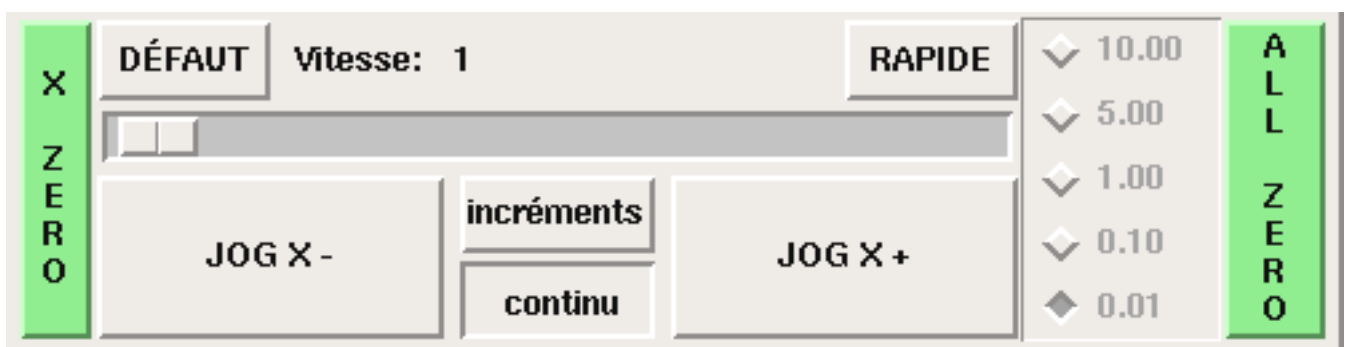 X ZERO
DÉFAUT Vitesse: 1 RAPIDE
JOG X -
incréments
continu
JOG X +
10.00
5.00
1.00
0.10
0.01
ALL ZERO